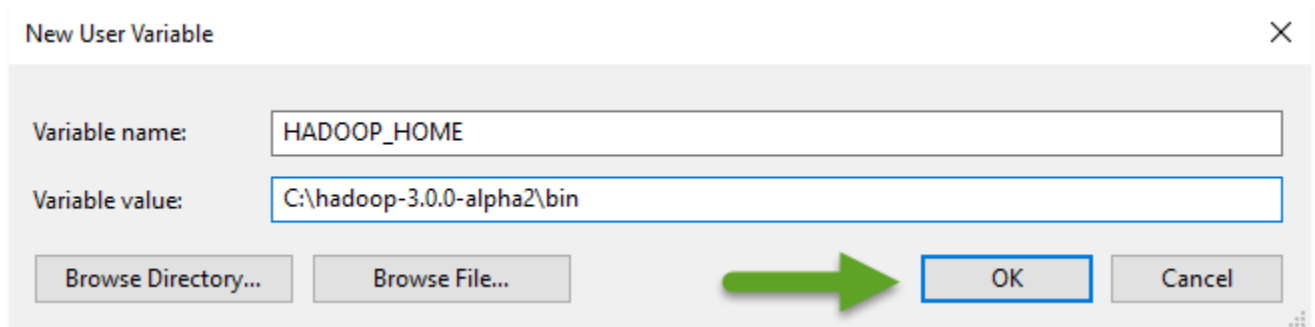 New User Variable
Variable name: HADOOP_HOME
Variable value: C:\hadoop-3.0.0-alpha2\bin
Browse Directory... Browse File... OK Cancel